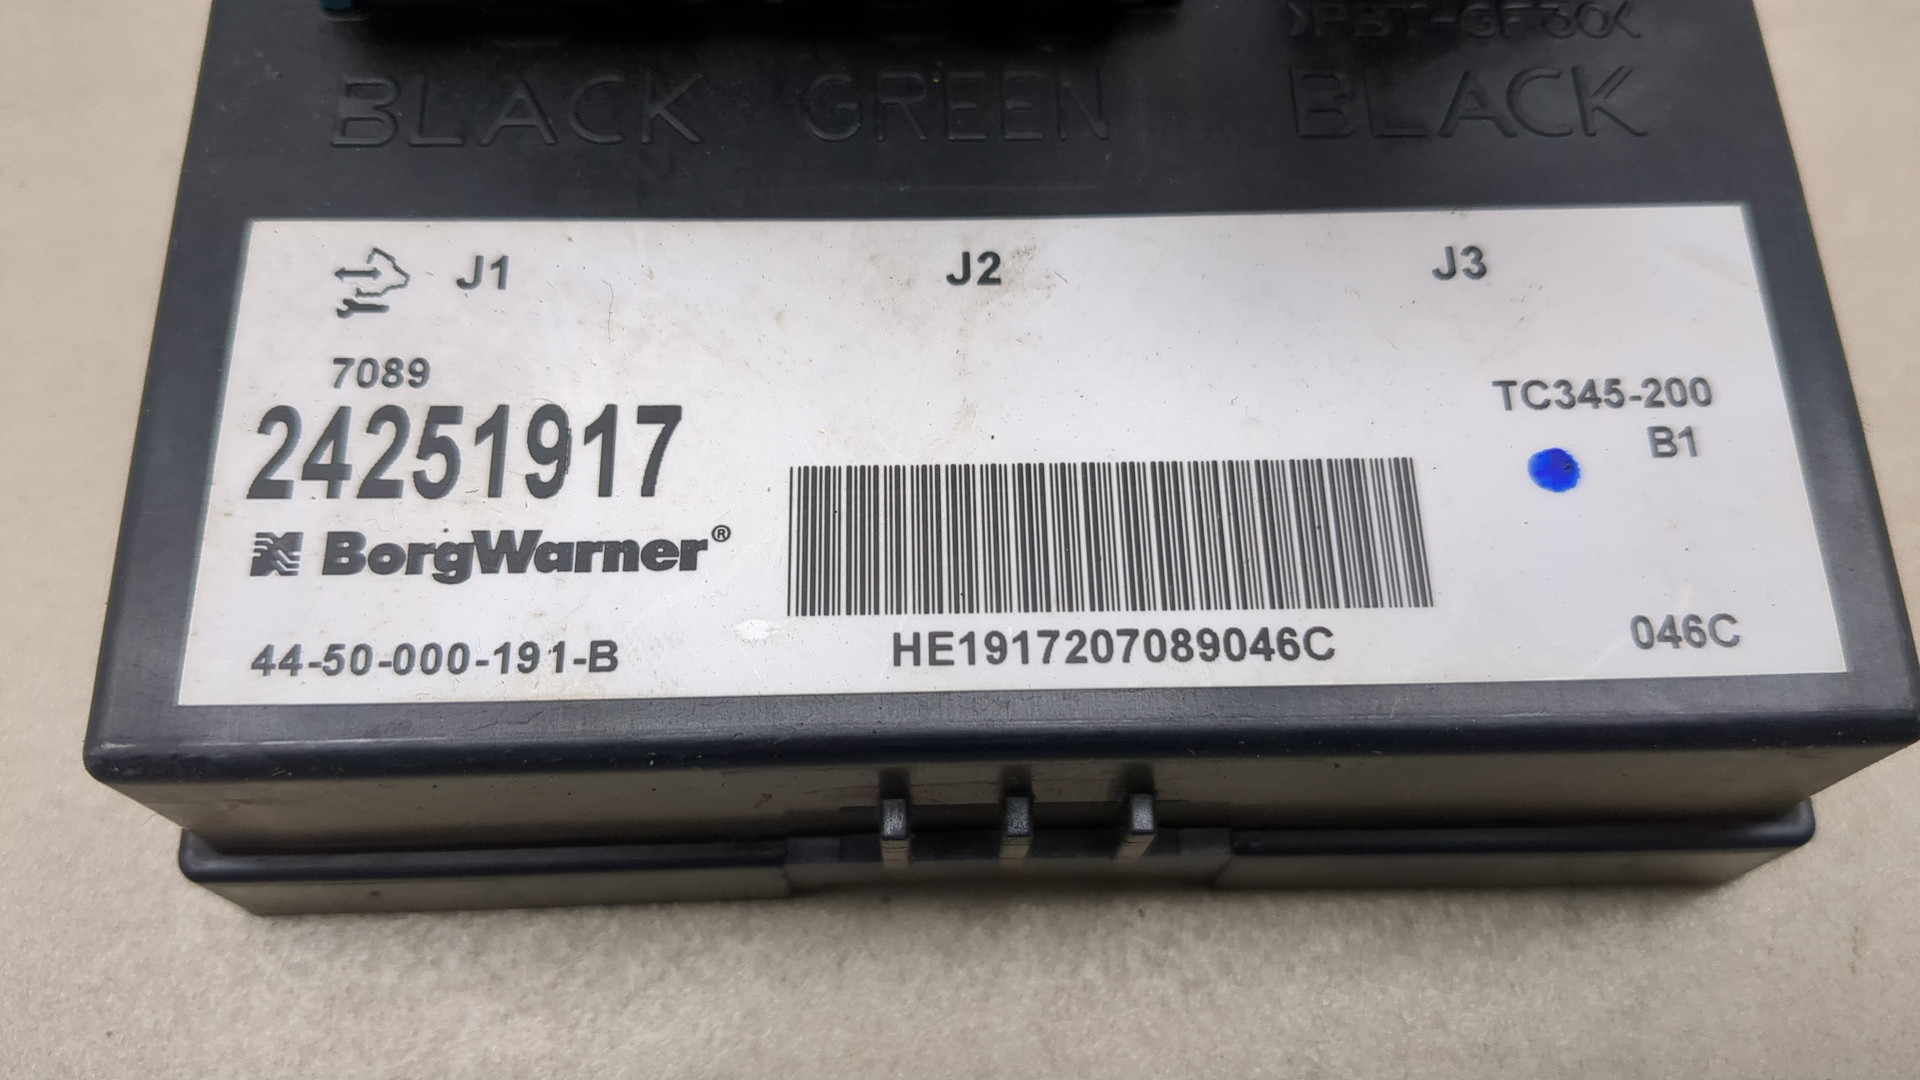 >PBT-GF30<
BLACK GREEN BLACK
J1 J2 J3
7089
24251917
TC345-200
B1
BorgWarner®
44-50-000-191-B
HE1917207089046C
046C